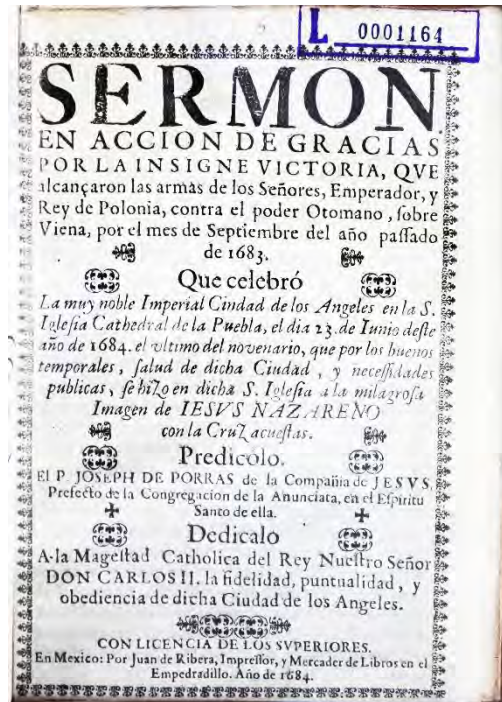 L 0001164
SERMON
EN ACCION DE GRACIAS
POR LA INSIGNE VICTORIA, QVE
alcançaron las armas de los Señores, Emperador, y
Rey de Polonia, contra el poder Otomano, ſobre
Viena, por el mes de Septiembre del año paſſado
de 1683.
Que celebró
La muy noble Imperial Ciudad de los Angeles en la S.
Igleſia Cathedral de la Puebla, el dia 23. de Iunio deſte
año de 1684. el vltimo del novenario, que por los buenos
temporales, ſalud de dicha Ciudad, y neceſſidades
publicas, ſe hizo en dicha S. Igleſia a la milagroſa
Imagen de IESVS NAZARENO
con la Cruz acueſtas.
Predicolo.
El P. JOSEPH DE PORRAS de la Compañia de JESVS,
Prefecto de la Congregacion de la Anunciata, en el Eſpiritu
Santo de ella.
Dedicalo
A la Mageſtad Catholica del Rey Nueſtro Señor
DON CARLOS II. la fidelidad, puntualidad, y
obediencia de dicha Ciudad de los Angeles.
CON LICENCIA DE LOS SVPERIORES.
En Mexico: Por Juan de Ribera, Impreſſor, y Mercader de Libros en el
Empedradillo. Año de 1684.